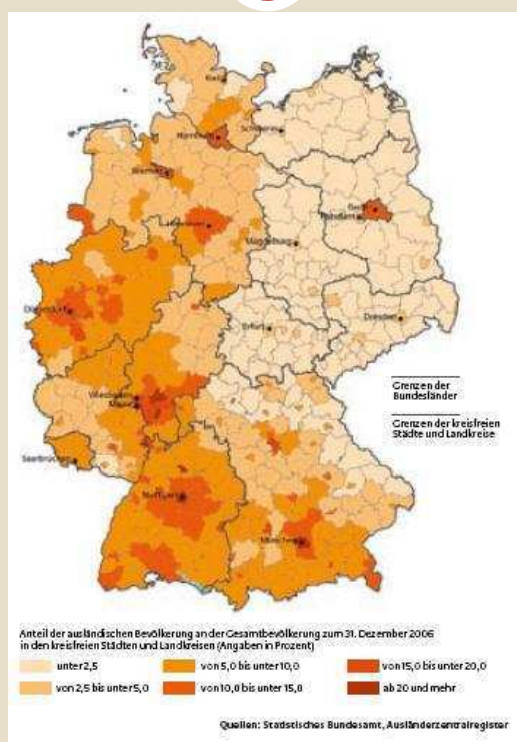 Kiel
Schwerin
Hamburg
Bremen
Berlin
Potsdam
Hannover
Magdeburg
Düsseldorf
Erfurt
Dresden
Wiesbaden
Mainz
Saarbrücken
Stuttgart
München
Grenzen der
Bundesländer
Grenzen der kreisfreien
Städte und Landkreise
Anteil der ausländischen Bevölkerung an der Gesamtbevölkerung zum 31. Dezember 2006
in den kreisfreien Städten und Landkreisen (Angaben in Prozent)
unter 2,5
von 5,0 bis unter 10,0
von 15,0 bis unter 20,0
von 2,5 bis unter 5,0
von 10,0 bis unter 15,0
ab 20 und mehr
Quellen: Statistisches Bundesamt, Ausländerzentralregister